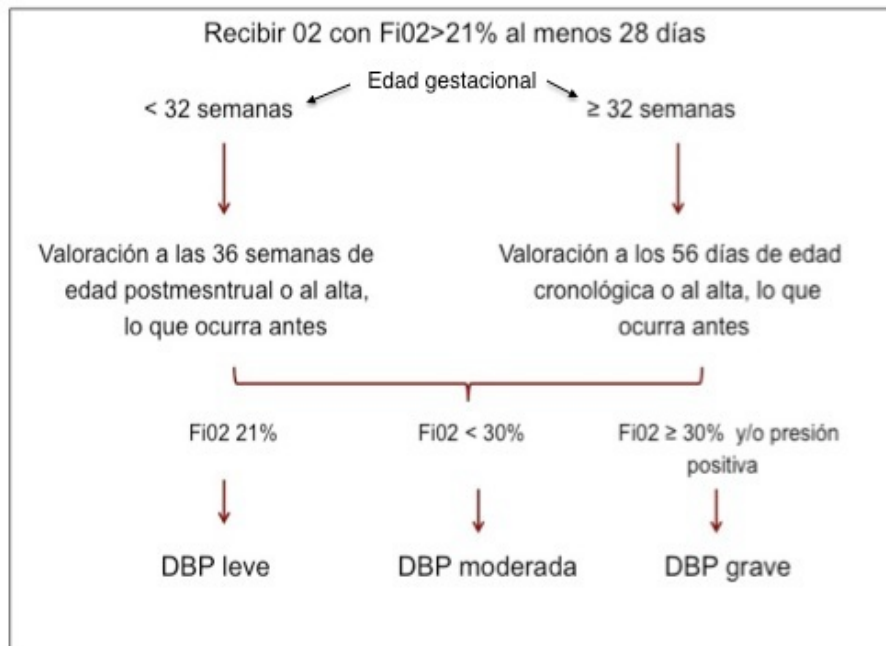 Recibir 02 con Fi02>21% al menos 28 días
Edad gestacional
< 32 semanas
≥ 32 semanas
Valoración a las 36 semanas de
edad postmesntrual o al alta,
lo que ocurra antes
Valoración a los 56 días de edad
cronológica o al alta, lo que
ocurra antes
Fi02 21%
Fi02 < 30%
Fi02 ≥ 30% y/o presión
positiva
DBP leve
DBP moderada
DBP grave